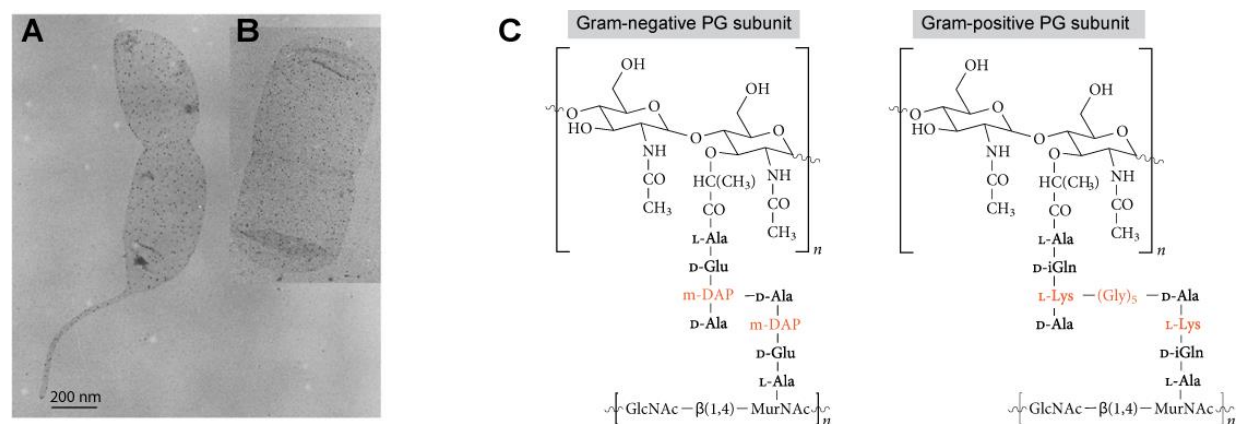 A
B
200 nm
C
Gram-negative PG subunit
OH
O
OH
O
HO
O
O
NH
O
NH
CO
HC(CH₃)
CO
CH₃
CO
CH₃
n
L-Ala
D-Glu
m-DAP –D-Ala
D-Ala m-DAP
D-Glu
L-Ala
GlcNAc – β(1,4) – MurNAc n
Gram-positive PG subunit
OH
O
OH
O
HO
O
O
NH
O
NH
CO
HC(CH₃)
CO
CH₃
CO
CH₃
n
L-Ala
D-iGln
L-Lys – (Gly)₅ – D-Ala
D-Ala L-Lys
D-iGln
L-Ala
GlcNAc – β(1,4) – MurNAc n